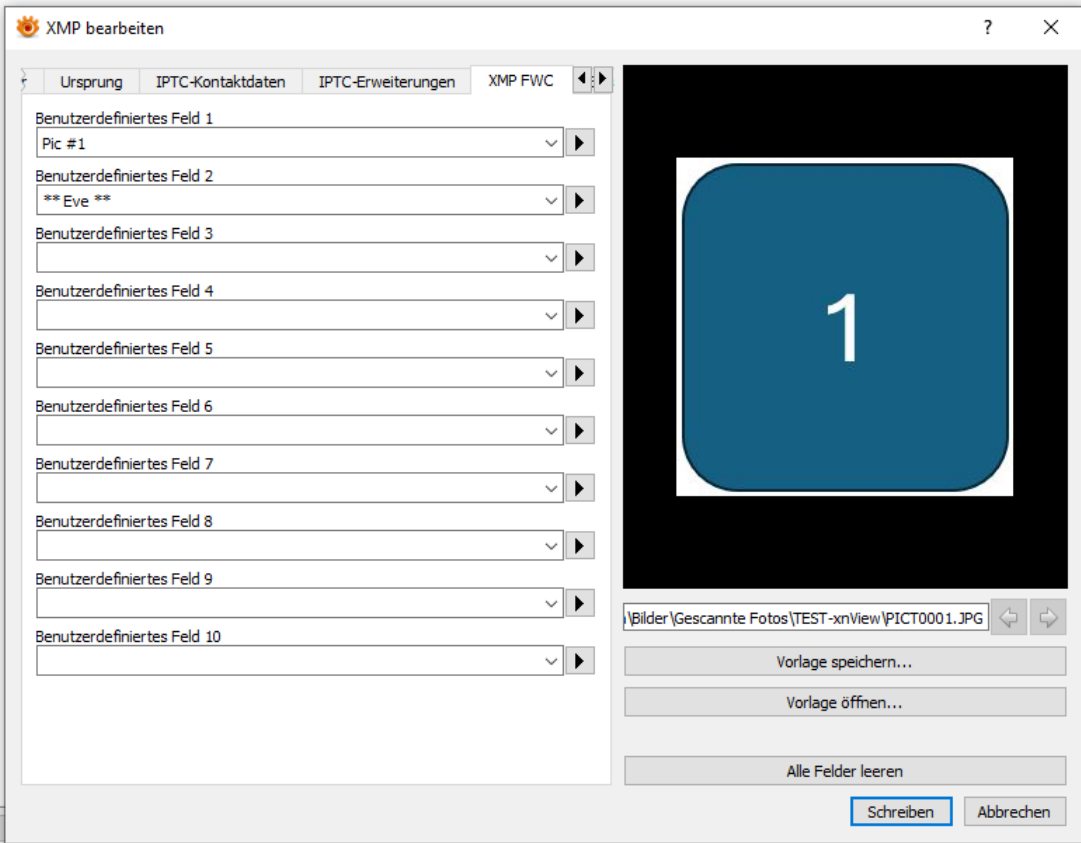 XMP bearbeiten
?
Ursprung
IPTC-Kontaktdaten
IPTC-Erweiterungen
XMP FWC
Benutzerdefiniertes Feld 1
Pic #1
Benutzerdefiniertes Feld 2
** Eve **
Benutzerdefiniertes Feld 3
Benutzerdefiniertes Feld 4
Benutzerdefiniertes Feld 5
Benutzerdefiniertes Feld 6
Benutzerdefiniertes Feld 7
Benutzerdefiniertes Feld 8
Benutzerdefiniertes Feld 9
Benutzerdefiniertes Feld 10
1
\Bilder\Gescannte Fotos\TEST-xnView\PICT0001.JPG
Vorlage speichern...
Vorlage öffnen...
Alle Felder leeren
Schreiben
Abbrechen